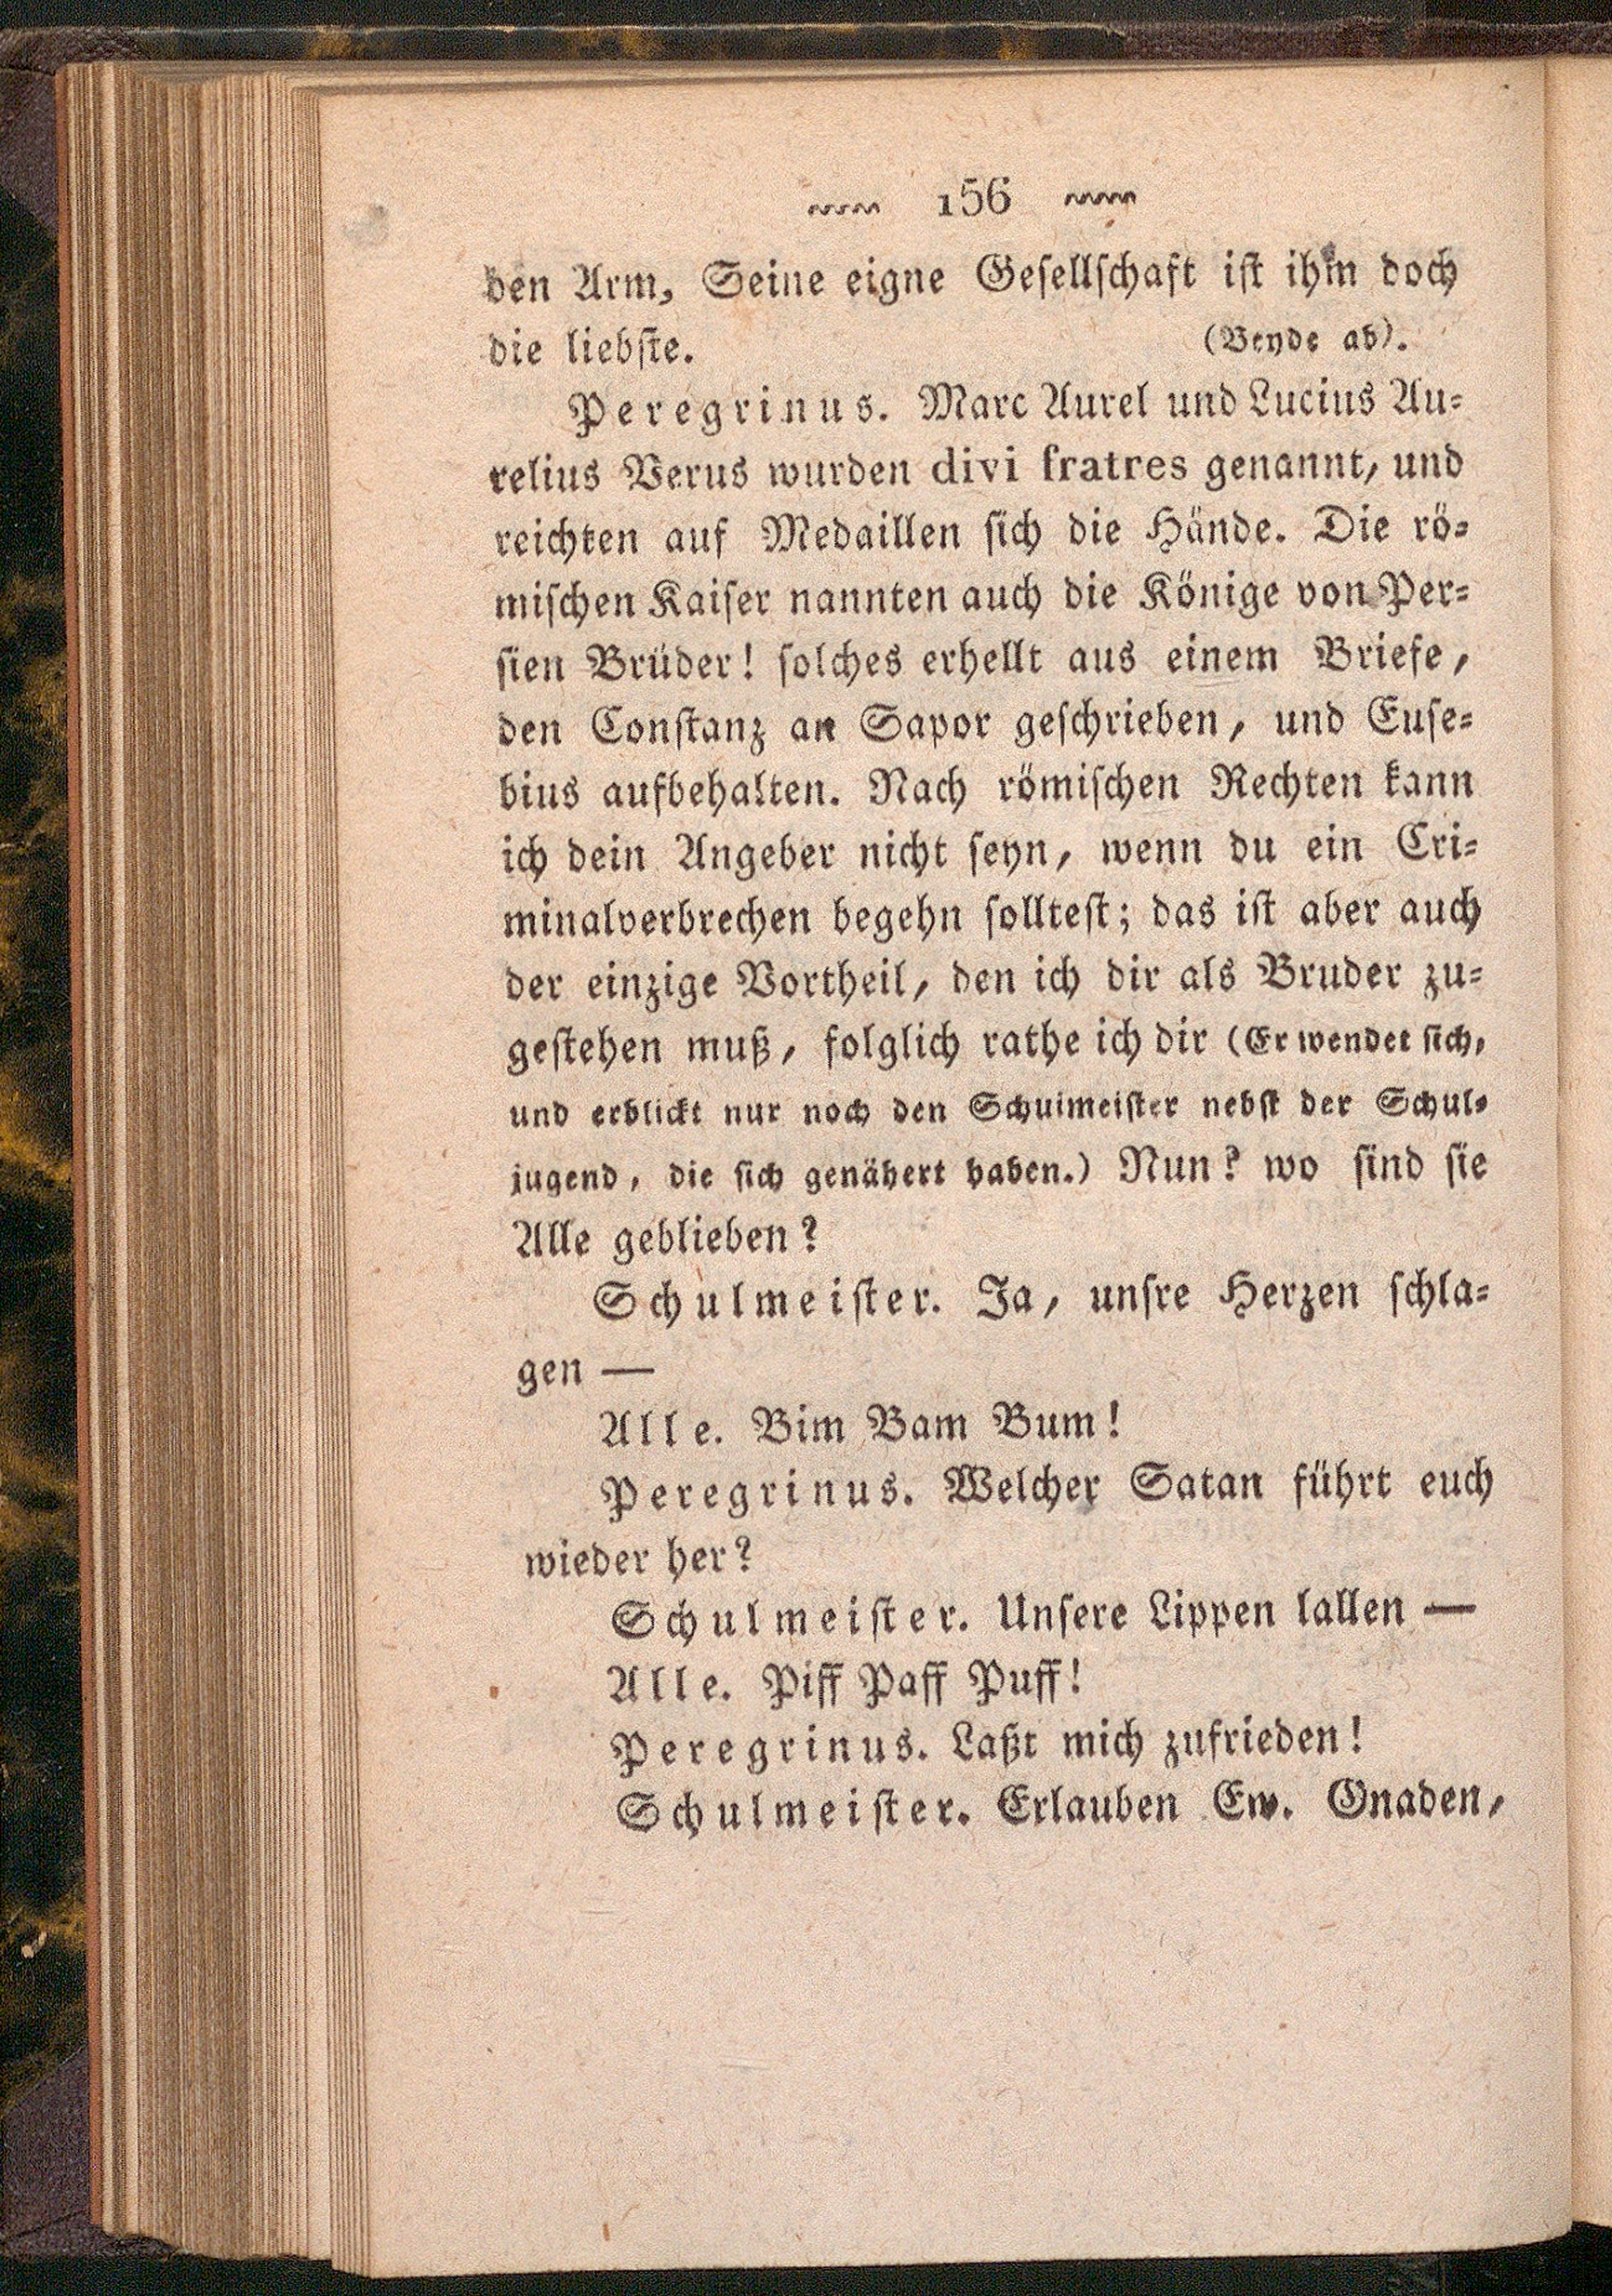 156
den Arm, Seine eigne Geſellſchaft iſt ihm doch
die liebſte. (Beyde ab).
Peregrinus. Marc Aurel und Lucius Au-
relius Verus wurden divi fratres genannt, und
reichten auf Medaillen ſich die Hände. Die rö-
miſchen Kaiſer nannten auch die Könige von Per-
ſien Brüder! ſolches erhellt aus einem Briefe,
den Conſtanz an Sapor geſchrieben, und Euſe-
bius aufbehalten. Nach römiſchen Rechten kann
ich dein Angeber nicht ſeyn, wenn du ein Cri-
minalverbrechen begehn ſollteſt; das iſt aber auch
der einzige Vortheil, den ich dir als Bruder zu-
geſtehen muß, folglich rathe ich dir (Er wendet ſich,
und erblickt nur noch den Schulmeiſter nebſt der Schul-
jugend, die ſich genähert haben.) Nun? wo ſind ſie
Alle geblieben?
Schulmeiſter. Ja, unſre Herzen ſchla-
gen —
Alle. Bim Bam Bum!
Peregrinus. Welcher Satan führt euch
wieder her?
Schulmeiſter. Unſere Lippen lallen —
Alle. Piff Paff Puff!
Peregrinus. Laßt mich zufrieden!
Schulmeiſter. Erlauben Ew. Gnaden,